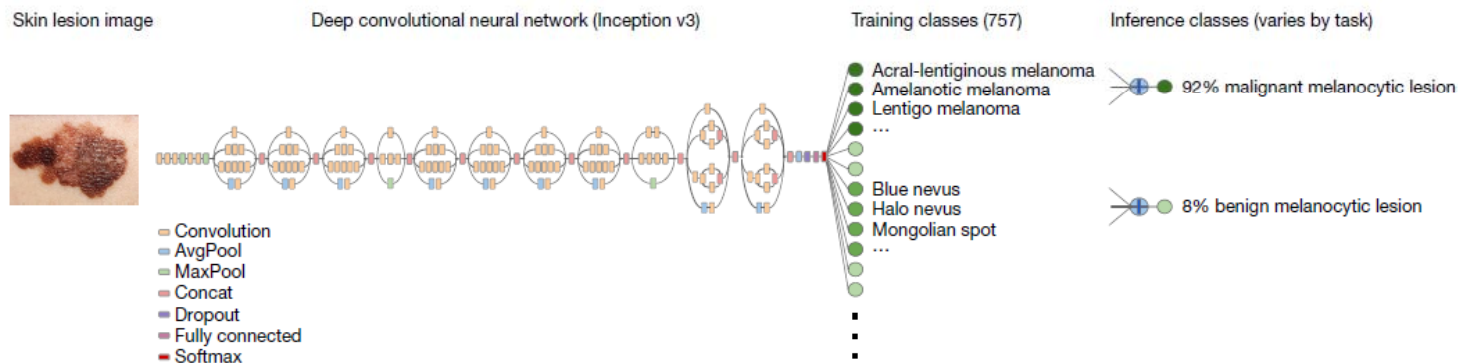 Skin lesion image
Deep convolutional neural network (Inception v3)
Training classes (757)
Inference classes (varies by task)
Acral-lentiginous melanoma
Amelanotic melanoma
Lentigo melanoma
...
Blue nevus
Halo nevus
Mongolian spot
...
92% malignant melanocytic lesion
8% benign melanocytic lesion
Convolution
AvgPool
MaxPool
Concat
Dropout
Fully connected
Softmax